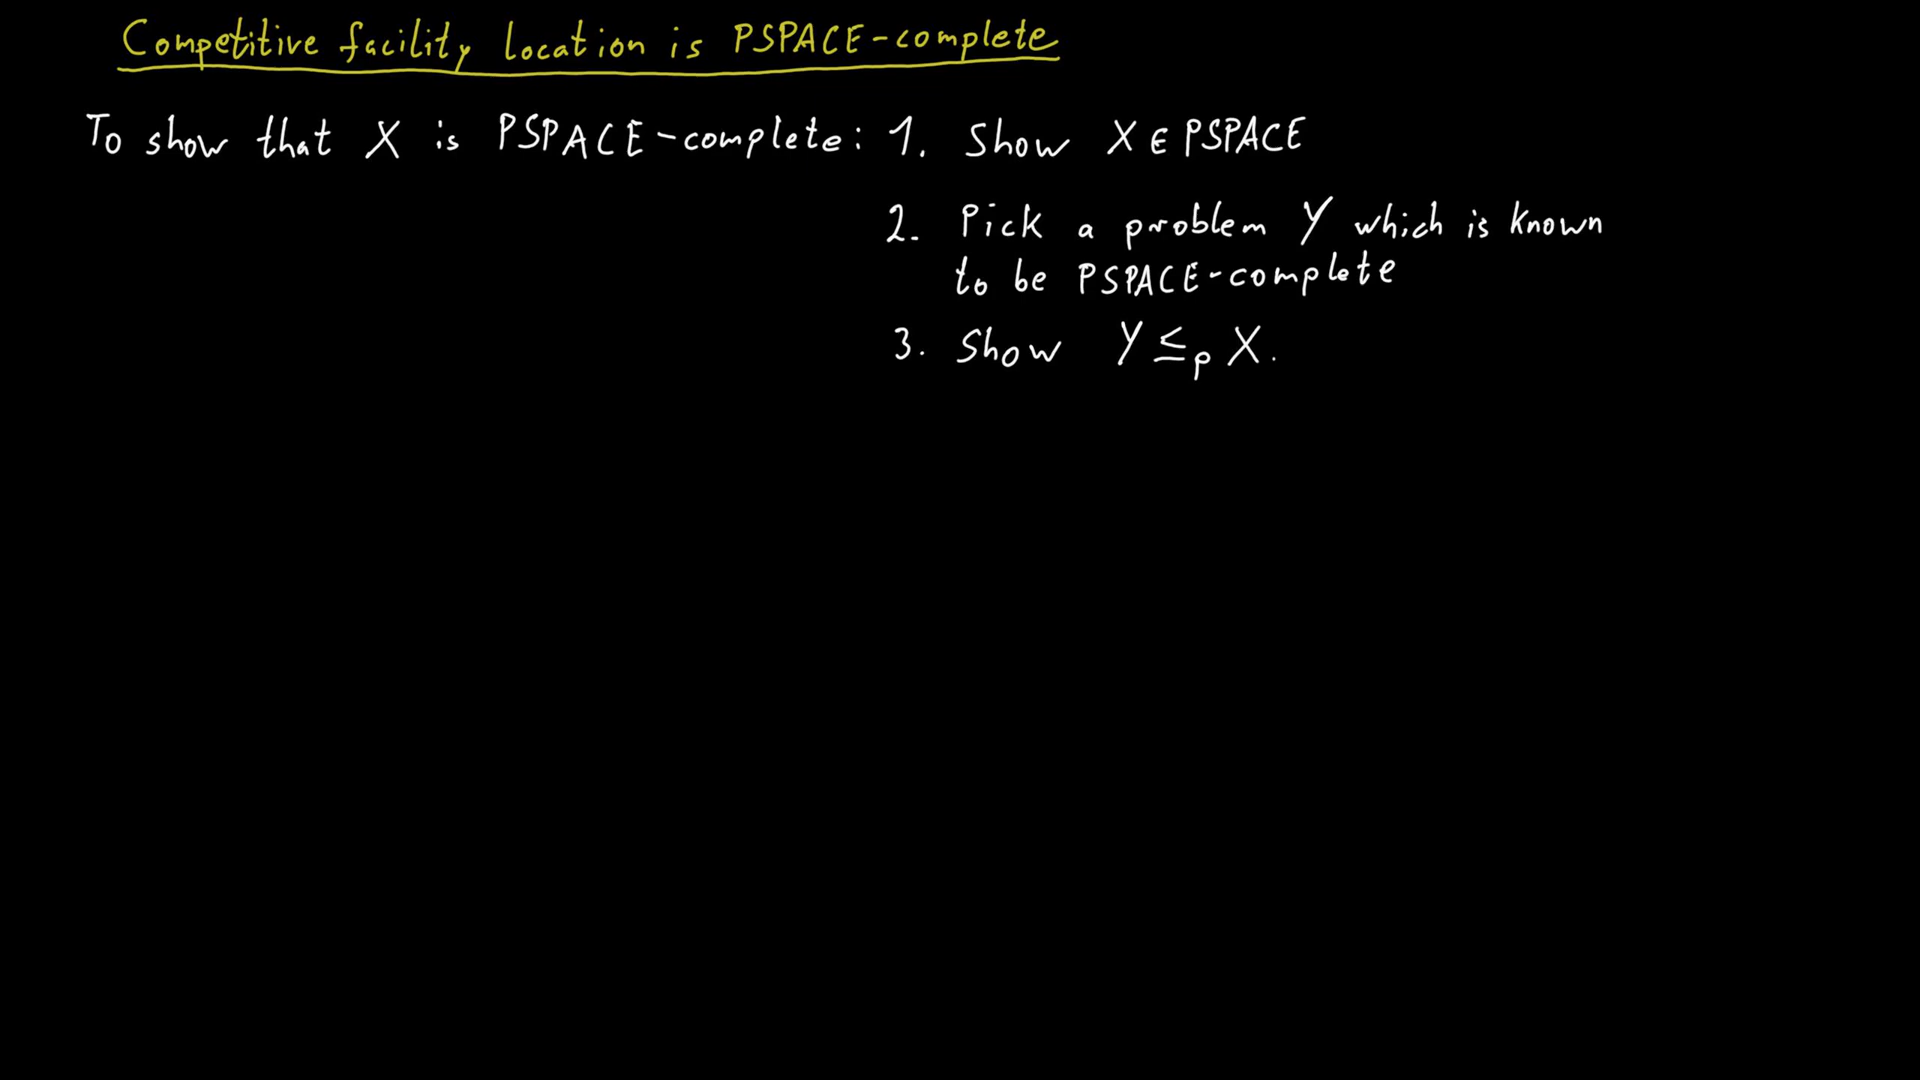 Competitive facility location is PSPACE-complete
To show that X is PSPACE-complete: 1. Show X ∈ PSPACE
2. Pick a problem Y which is known
to be PSPACE-complete
3. Show Y ≤p X.